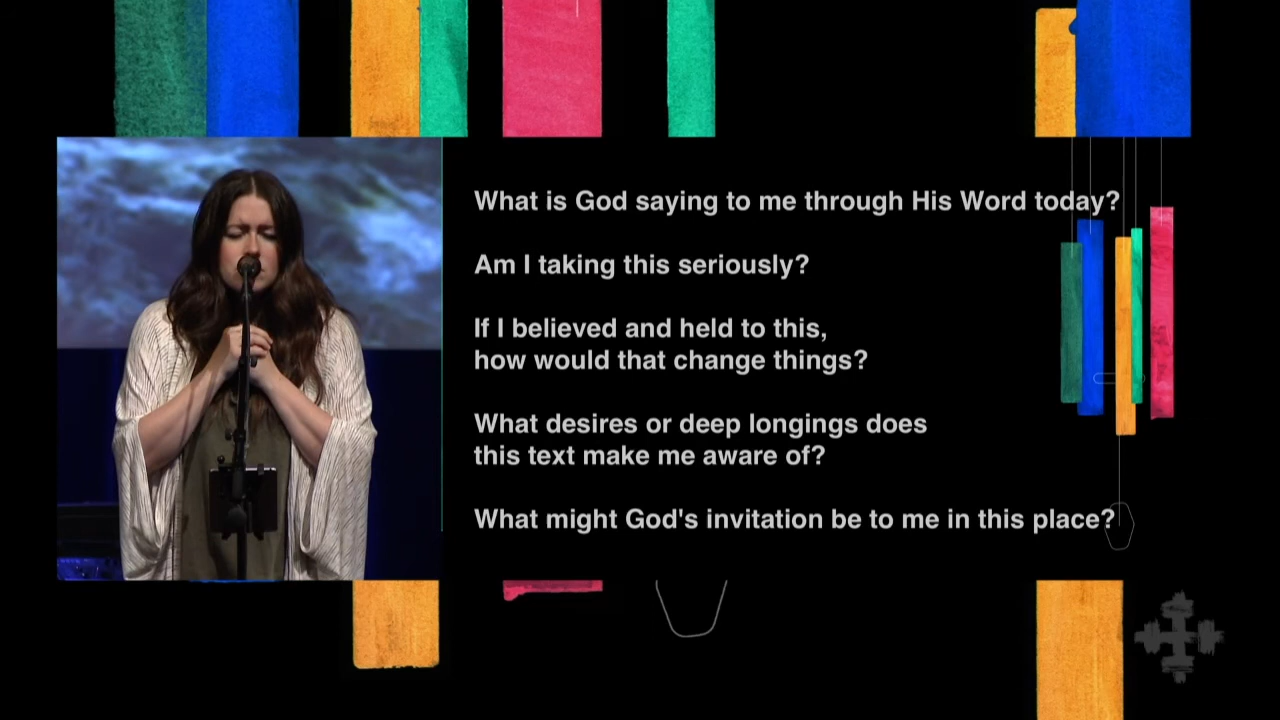 What is God saying to me through His Word today?
Am I taking this seriously?
If I believed and held to this,
how would that change things?
What desires or deep longings does
this text make me aware of?
What might God's invitation be to me in this place?